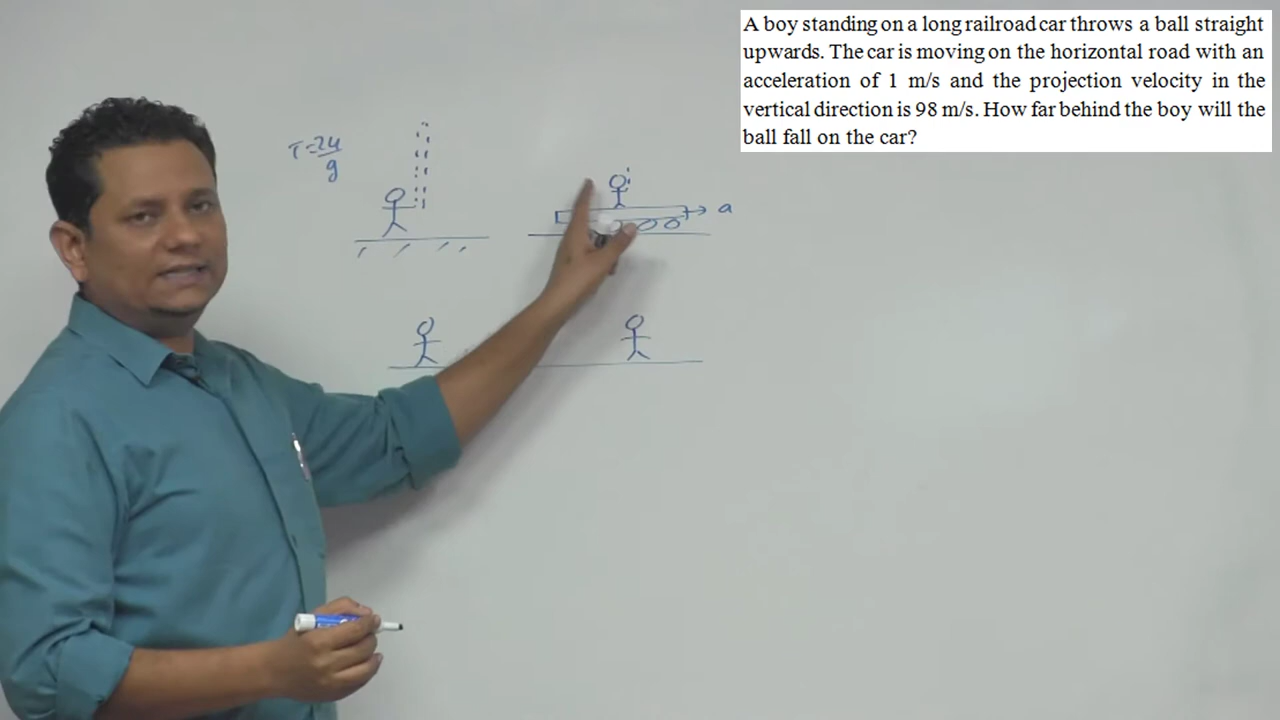 A boy standing on a long railroad car throws a ball straight
upwards. The car is moving on the horizontal road with an
acceleration of 1 m/s and the projection velocity in the
vertical direction is 98 m/s. How far behind the boy will the
ball fall on the car?
T=2u/g
a